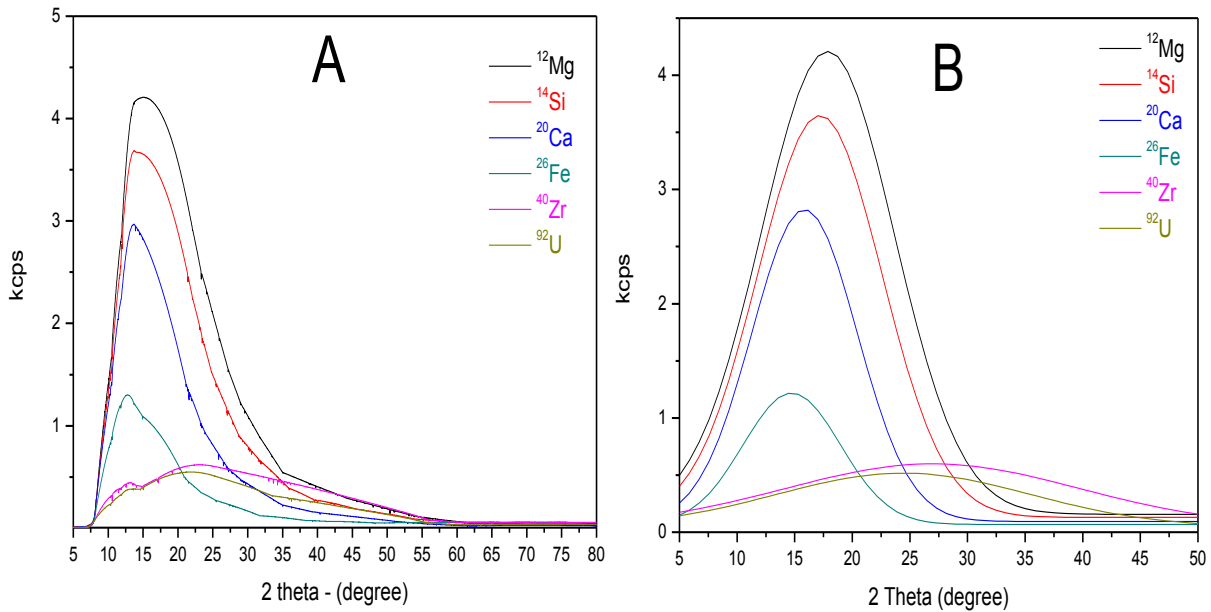 A
5
4
3
2
1
kcps
5 10 15 20 25 30 35 40 45 50 55 60 65 70 75 80
2 theta - (degree)
¹²Mg
¹⁴Si
²⁰Ca
²⁶Fe
⁴⁰Zr
⁹²U
B
4
3
2
1
0
kcps
5 10 15 20 25 30 35 40 45 50
2 Theta (degree)
¹²Mg
¹⁴Si
²⁰Ca
²⁶Fe
⁴⁰Zr
⁹²U